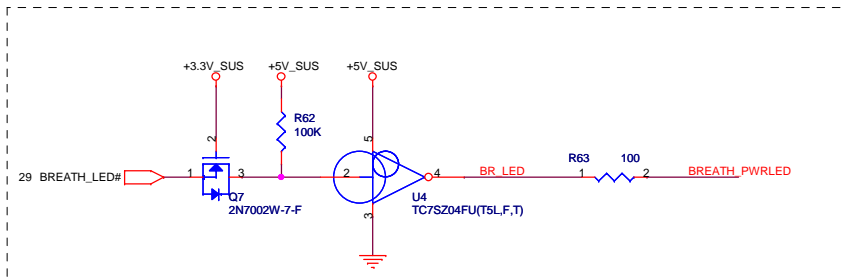 +3.3V_SUS
+5V_SUS
+5V_SUS
R62
100K
2
5
29 BREATH_LED#
1
3
2
4
BR_LED
R63
100
1
2
BREATH_PWRLED
Q7
2N7002W-7-F
3
U4
TC7SZ04FU(T5L,F,T)